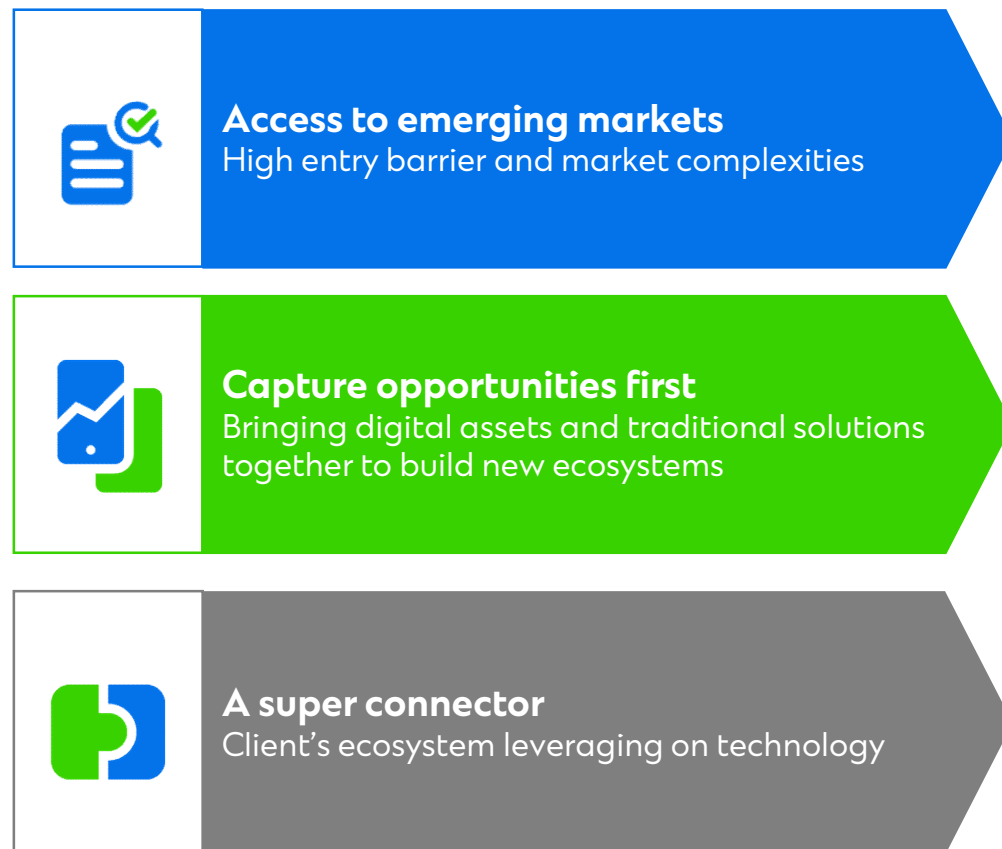 Access to emerging markets
High entry barrier and market complexities
Capture opportunities first
Bringing digital assets and traditional solutions
together to build new ecosystems
A super connector
Client’s ecosystem leveraging on technology